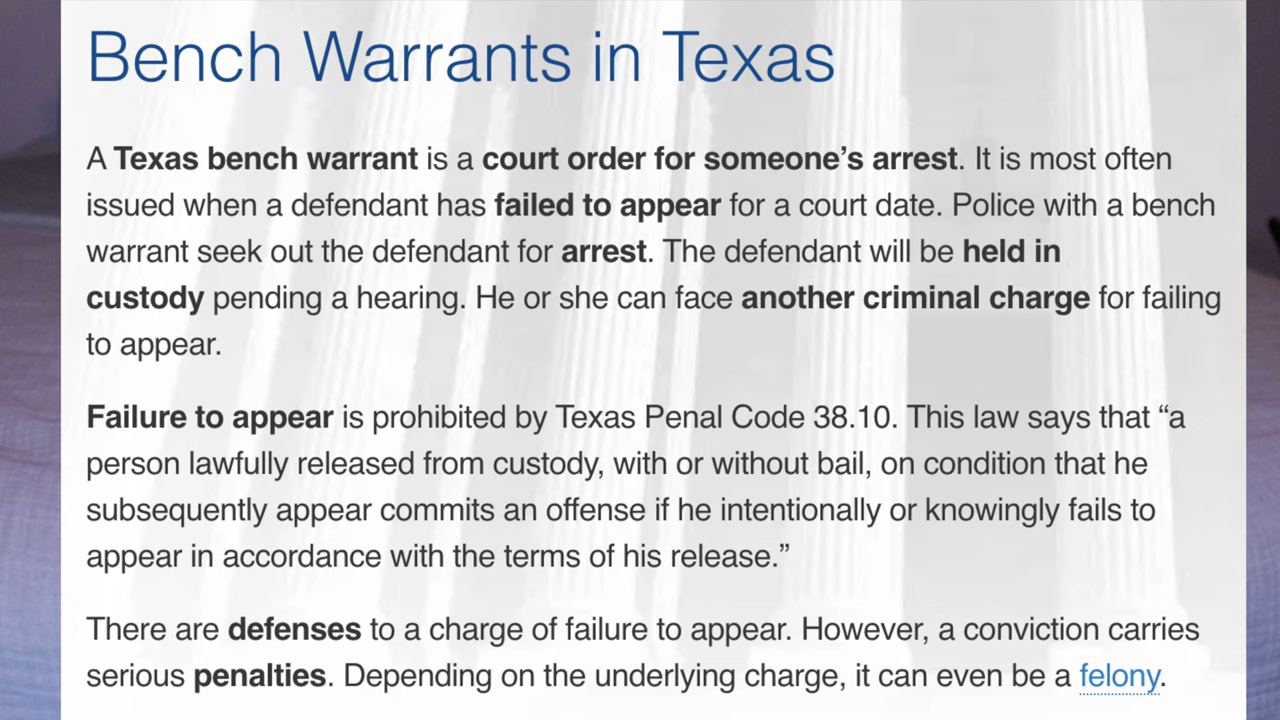 Bench Warrants in Texas
A Texas bench warrant is a court order for someone’s arrest. It is most often
issued when a defendant has failed to appear for a court date. Police with a bench
warrant seek out the defendant for arrest. The defendant will be held in
custody pending a hearing. He or she can face another criminal charge for failing
to appear.
Failure to appear is prohibited by Texas Penal Code 38.10. This law says that “a
person lawfully released from custody, with or without bail, on condition that he
subsequently appear commits an offense if he intentionally or knowingly fails to
appear in accordance with the terms of his release.”
There are defenses to a charge of failure to appear. However, a conviction carries
serious penalties. Depending on the underlying charge, it can even be a felony.